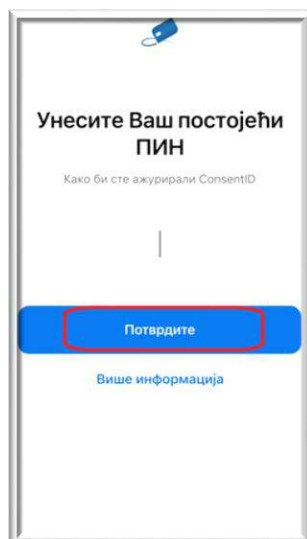 Унесите Ваш постојећи
ПИН
Како би сте ажурирали ConsentID
Потврдите
Више информација